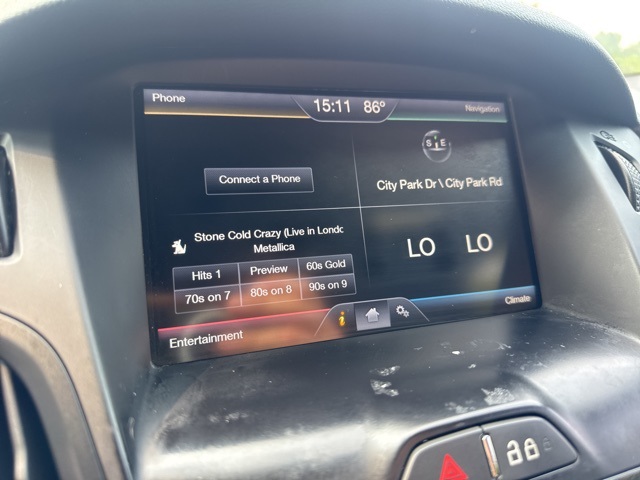 Phone
15:11 86°
Navigation
S E
Connect a Phone
City Park Dr \ City Park Rd
Stone Cold Crazy (Live in Londc
Metallica
LO LO
Hits 1 Preview 60s Gold
70s on 7 80s on 8 90s on 9
Entertainment
i
Climate